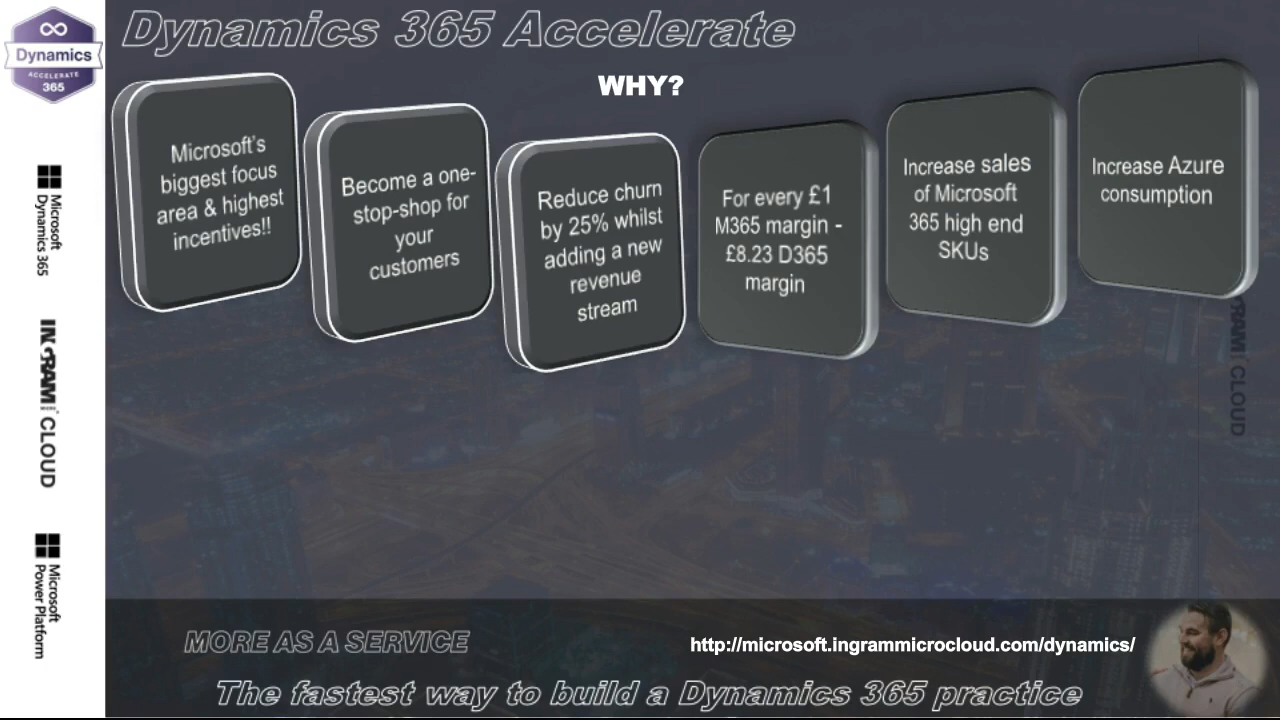 Dynamics 365 Accelerate
WHY?
Dynamics
ACCELERATE
365
Microsoft
Dynamics 365
INGRAM
CLOUD
Microsoft
Power Platform
Microsoft's
biggest focus
area & highest
incentives!!
Become a one-
stop-shop for
your
customers
Reduce churn
by 25% whilst
adding a new
revenue
stream
For every £1
M365 margin -
£8.23 D365
margin
Increase sales
of Microsoft
365 high end
SKUs
Increase Azure
consumption
INGRAM CLOUD
MORE AS A SERVICE
http://microsoft.ingrammicrocloud.com/dynamics/
The fastest way to build a Dynamics 365 practice